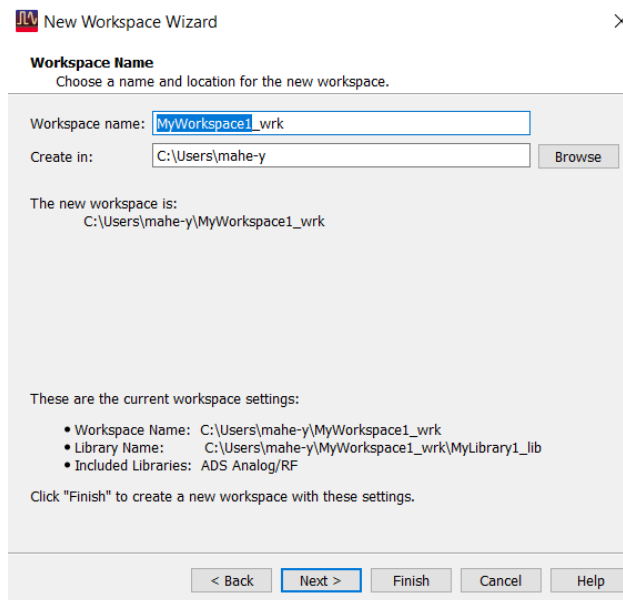 New Workspace Wizard
Workspace Name
Choose a name and location for the new workspace.
Workspace name: MyWorkspace1_wrk
Create in: C:\Users\mahe-y Browse
The new workspace is:
C:\Users\mahe-y\MyWorkspace1_wrk
These are the current workspace settings:
• Workspace Name: C:\Users\mahe-y\MyWorkspace1_wrk
• Library Name: C:\Users\mahe-y\MyWorkspace1_wrk\MyLibrary1_lib
• Included Libraries: ADS Analog/RF
Click "Finish" to create a new workspace with these settings.
< Back Next > Finish Cancel Help